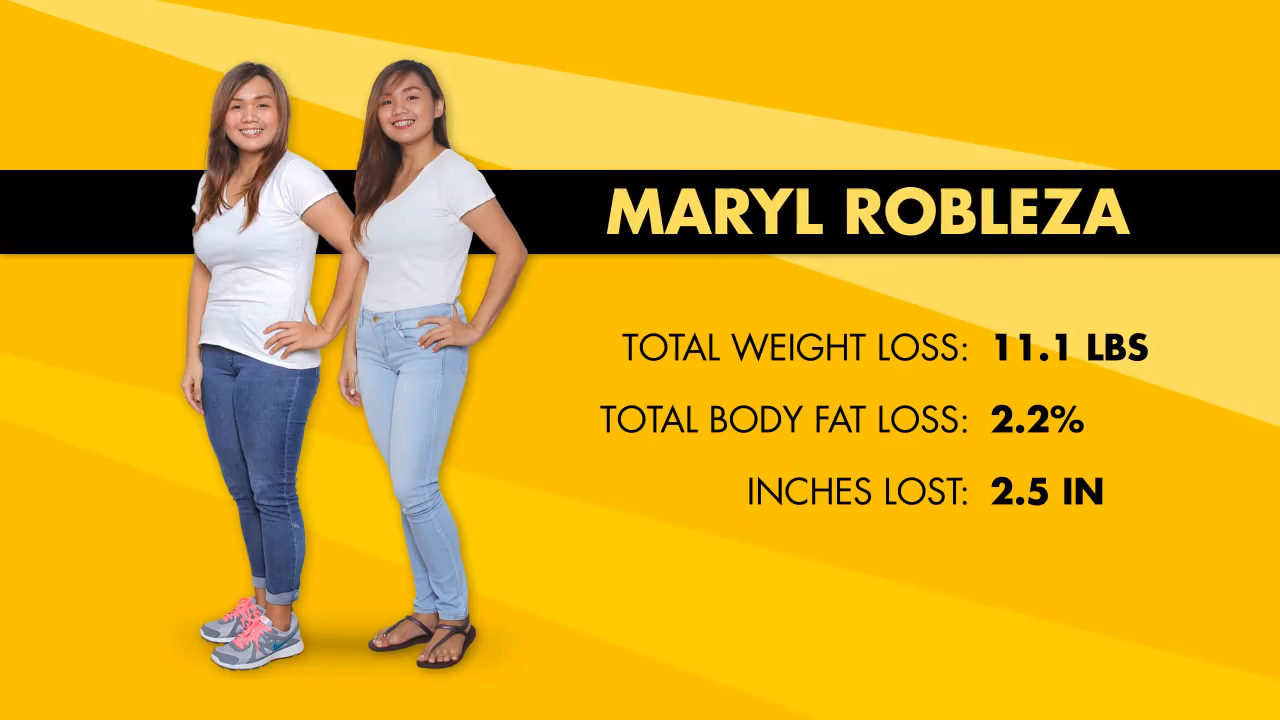 MARYL ROBLEZA
TOTAL WEIGHT LOSS: 11.1 LBS
TOTAL BODY FAT LOSS: 2.2%
INCHES LOST: 2.5 IN